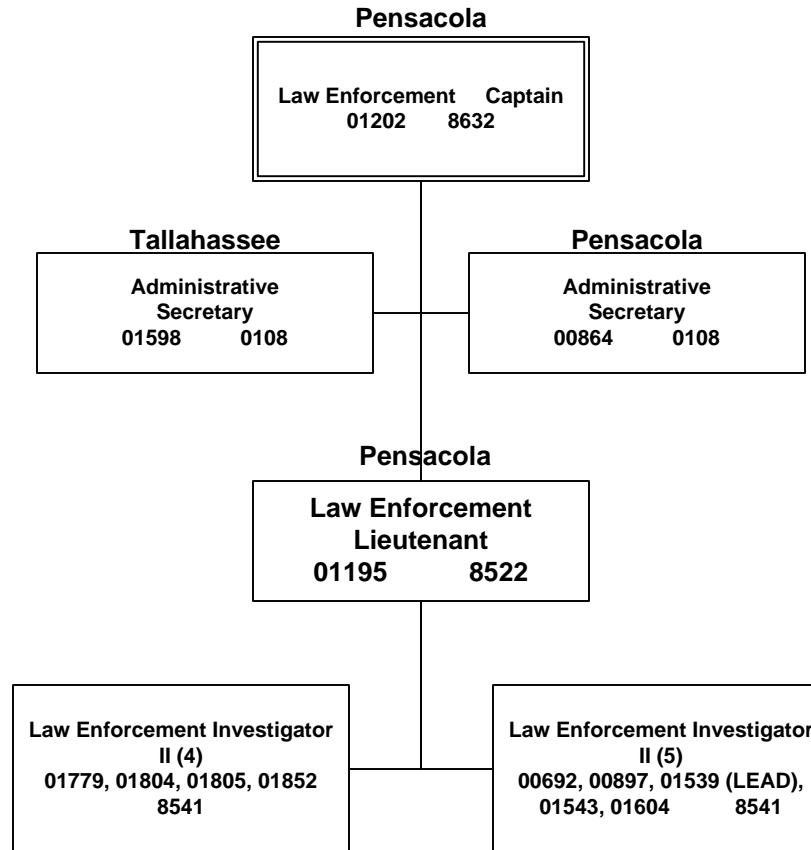 Pensacola
Law Enforcement Captain
01202 8632
Tallahassee
Administrative
Secretary
01598 0108
Pensacola
Administrative
Secretary
00864 0108
Pensacola
Law Enforcement
Lieutenant
01195 8522
Law Enforcement Investigator
II (4)
01779, 01804, 01805, 01852
8541
Law Enforcement Investigator
II (5)
00692, 00897, 01539 (LEAD),
01543, 01604 8541